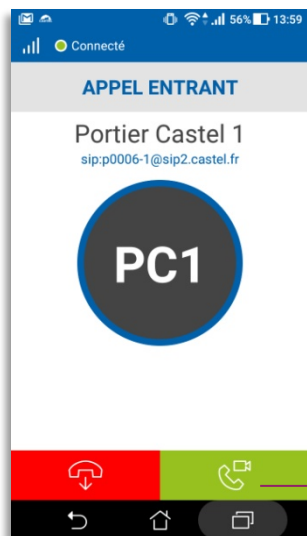 56% 13:59
Connecté
APPEL ENTRANT
Portier Castel 1
sip:p0006-1@sip2.castel.fr
PC1